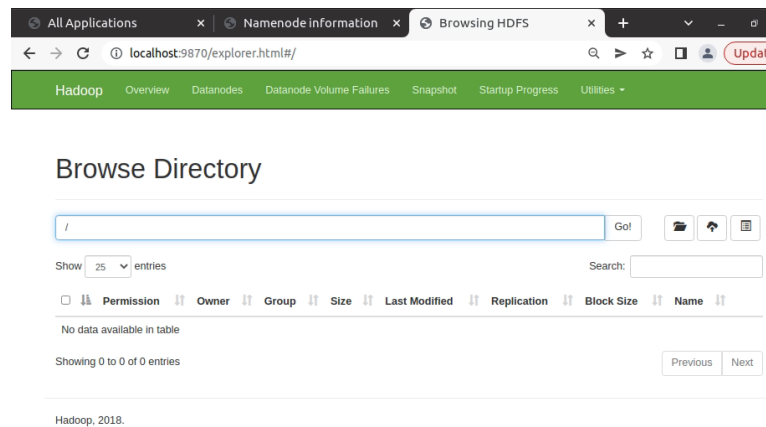 All Applications × Namenode information × Browsing HDFS × +
localhost:9870/explorer.html#/
Hadoop Overview Datanodes Datanode Volume Failures Snapshot Startup Progress Utilities
Browse Directory
/ Go!
Show 25 entries Search:
Permission Owner Group Size Last Modified Replication Block Size Name
No data available in table
Showing 0 to 0 of 0 entries Previous Next
Hadoop, 2018.